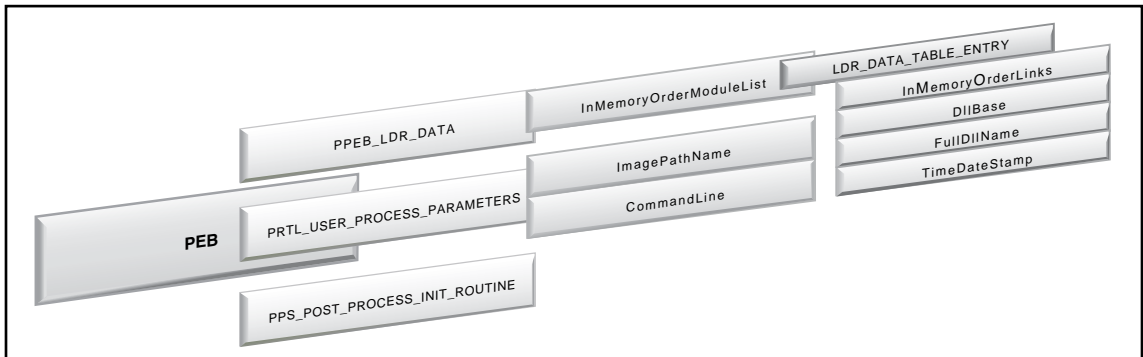 PEB
PPEB_LDR_DATA
PRTL_USER_PROCESS_PARAMETERS
PPS_POST_PROCESS_INIT_ROUTINE
InMemoryOrderModuleList
ImagePathName
CommandLine
LDR_DATA_TABLE_ENTRY
InMemoryOrderLinks
DllBase
FullDllName
TimeDateStamp